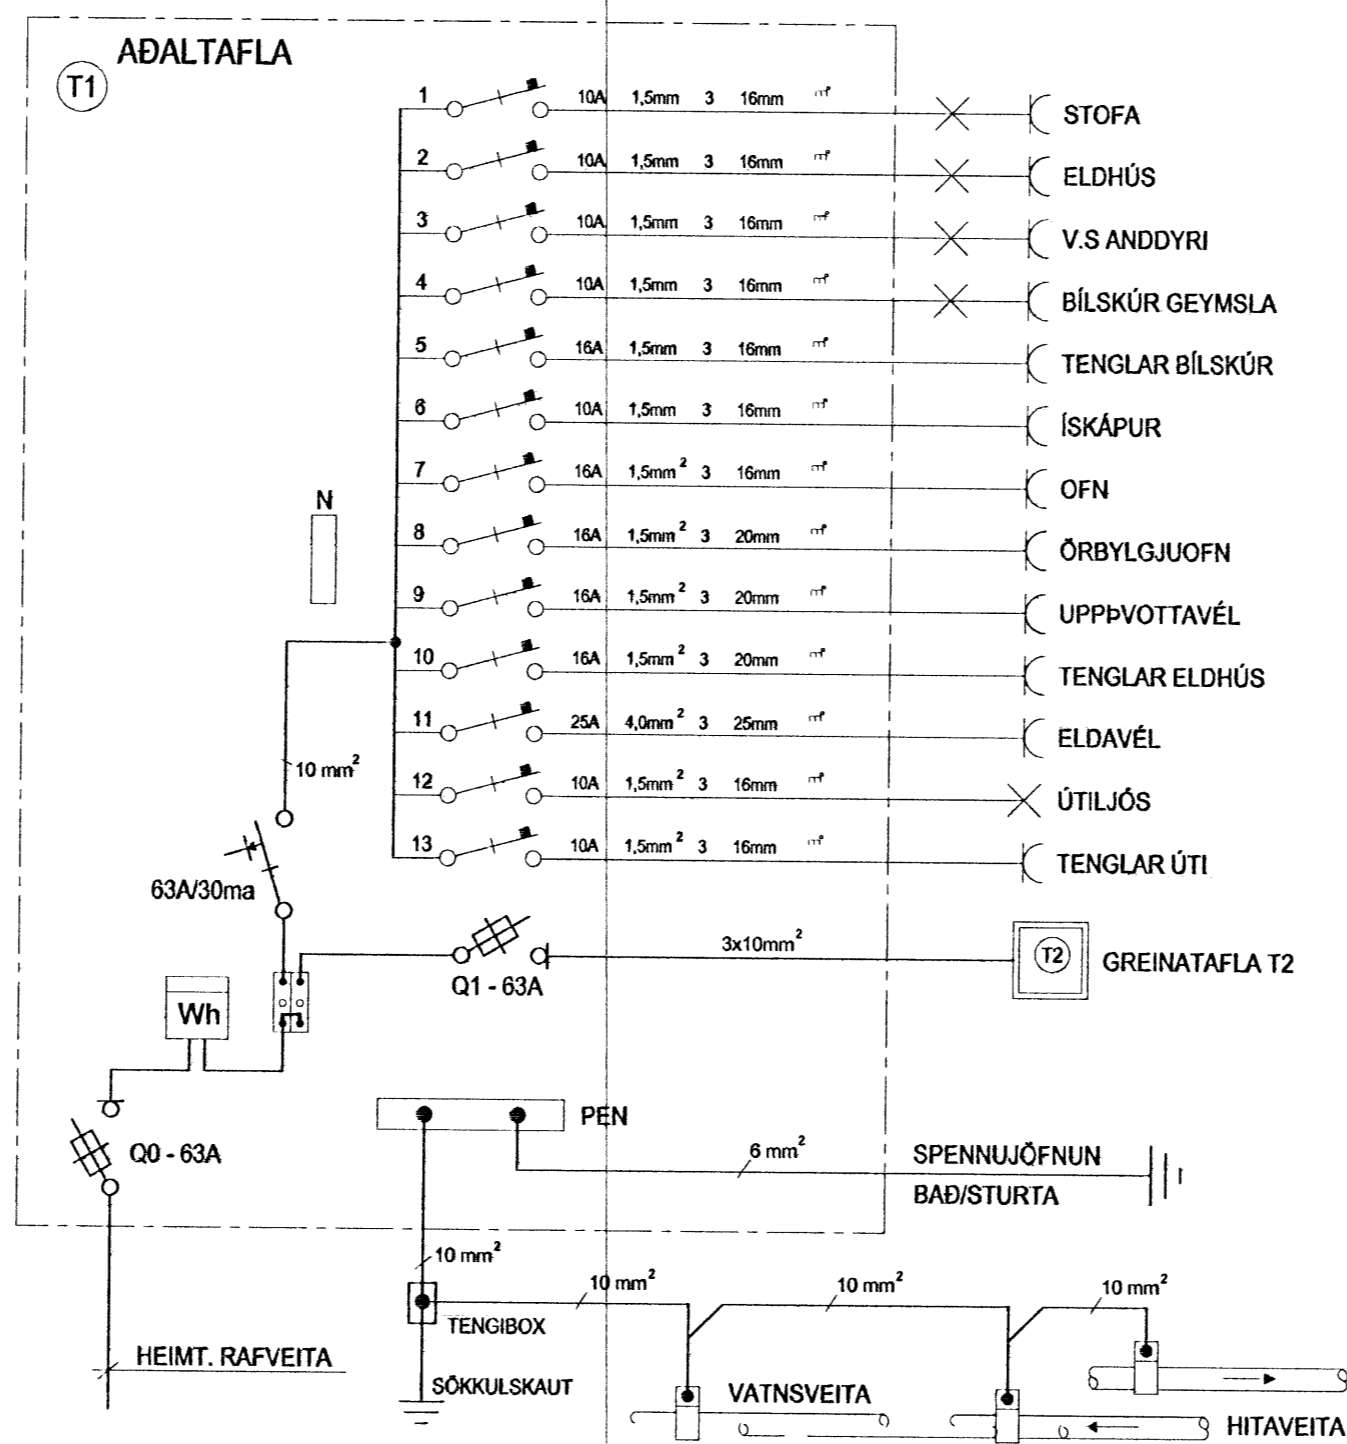 AÐALTAFLA
T1
1 10A 1,5mm 3 16mm STOFA
2 10A 1,5mm 3 16mm ELDHÚS
3 10A 1,5mm 3 16mm V.S ANDDYRI
4 10A 1,5mm 3 16mm BÍLSKÚR GEYMSLA
5 16A 1,5mm 3 16mm TENGLAR BÍLSKÚR
6 10A 1,5mm 3 16mm ÍSKÁPUR
7 16A 1,5mm² 3 16mm OFN
N
8 16A 1,5mm² 3 20mm ÖRBYLGJUOFN
9 16A 1,5mm² 3 20mm UPPÞVOTTAVÉL
10 16A 1,5mm² 3 20mm TENGLAR ELDHÚS
11 25A 4,0mm² 3 25mm ELDAVÉL
10 mm²
12 10A 1,5mm² 3 16mm ÚTILJÓS
13 10A 1,5mm² 3 16mm TENGLAR ÚTI
63A/30ma
3x10mm²
T2 GREINATAFLA T2
Q1 - 63A
Wh
PEN
Q0 - 63A
6 mm² SPENNUJÖFNUN
BAÐ/STURTA
10 mm²
10 mm² 10 mm² 10 mm²
TENGIBOX
HEIMT. RAFVEITA
SÖKKULSKAUT
VATNSVEITA
HITAVEITA